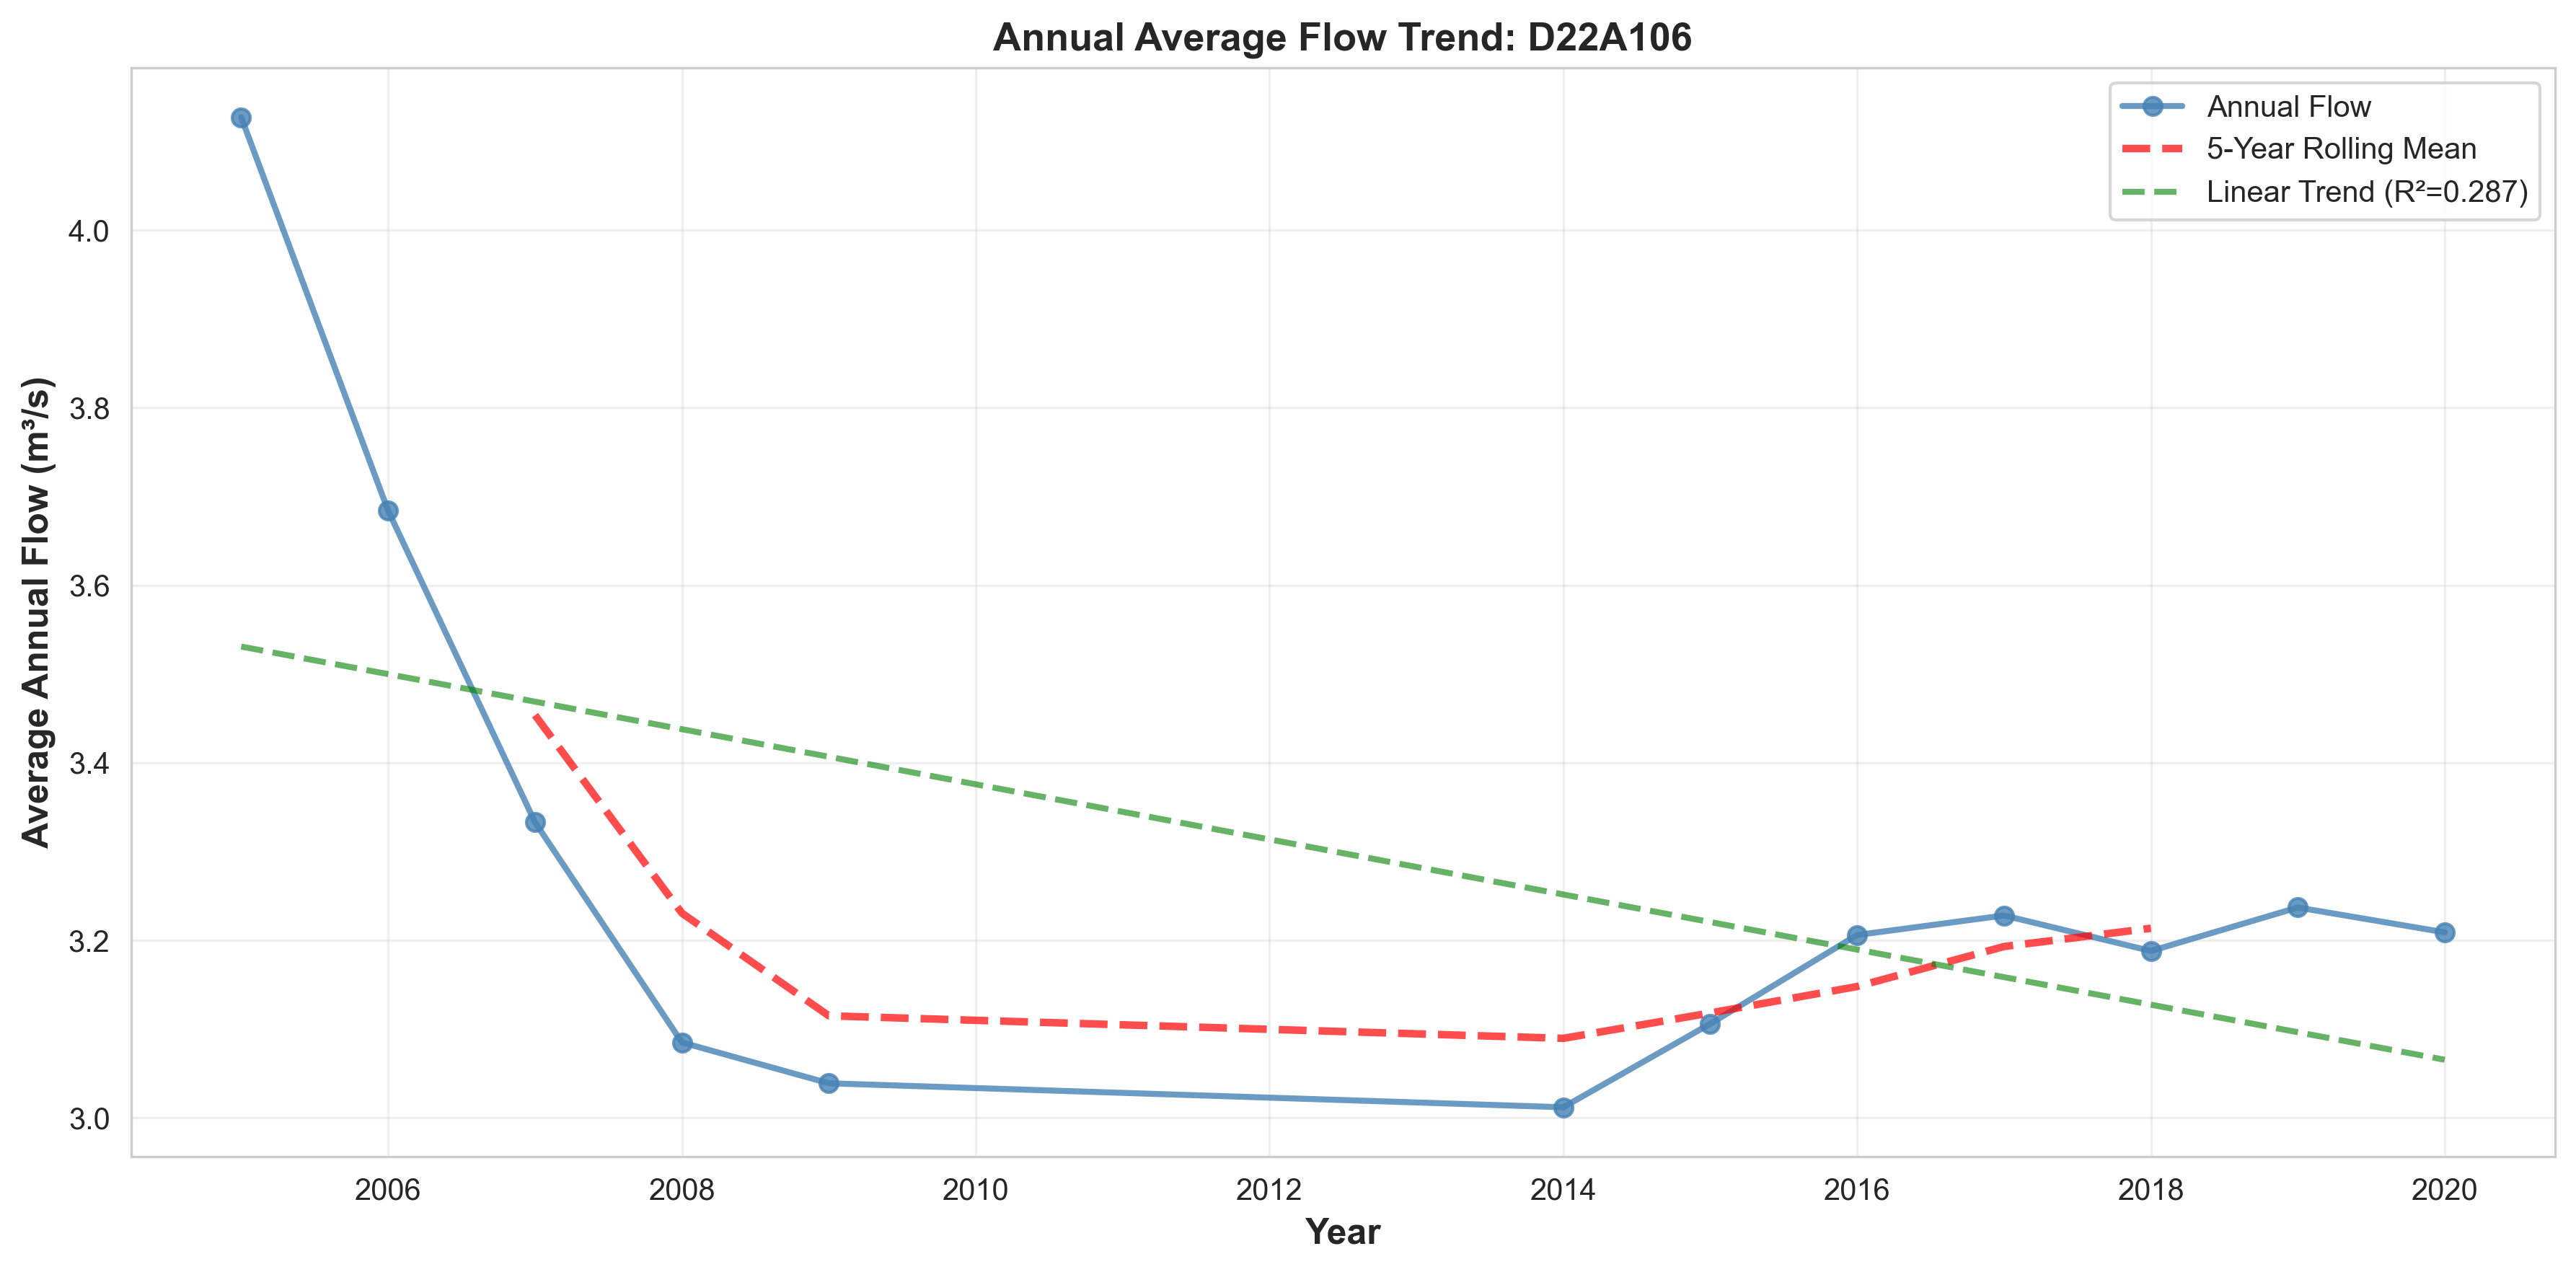 Annual Average Flow Trend: D22A106
Annual Flow
5-Year Rolling Mean
Linear Trend (R²=0.287)
Average Annual Flow (m³/s)
4.0
3.8
3.6
3.4
3.2
3.0
2006 2008 2010 2012 2014 2016 2018 2020
Year